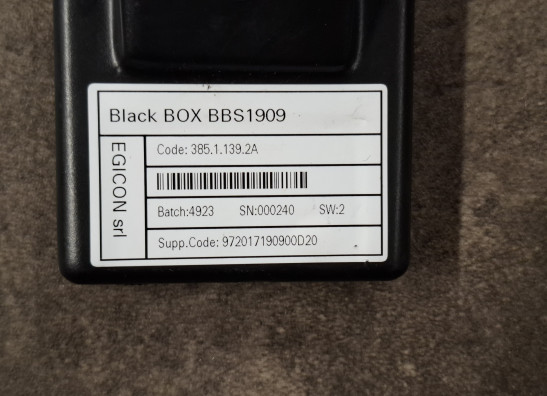 Black BOX BBS1909
EGICON srl
Code: 385.1.139.2A
Batch:4923 SN:000240 SW:2
Supp.Code: 972017190900D20